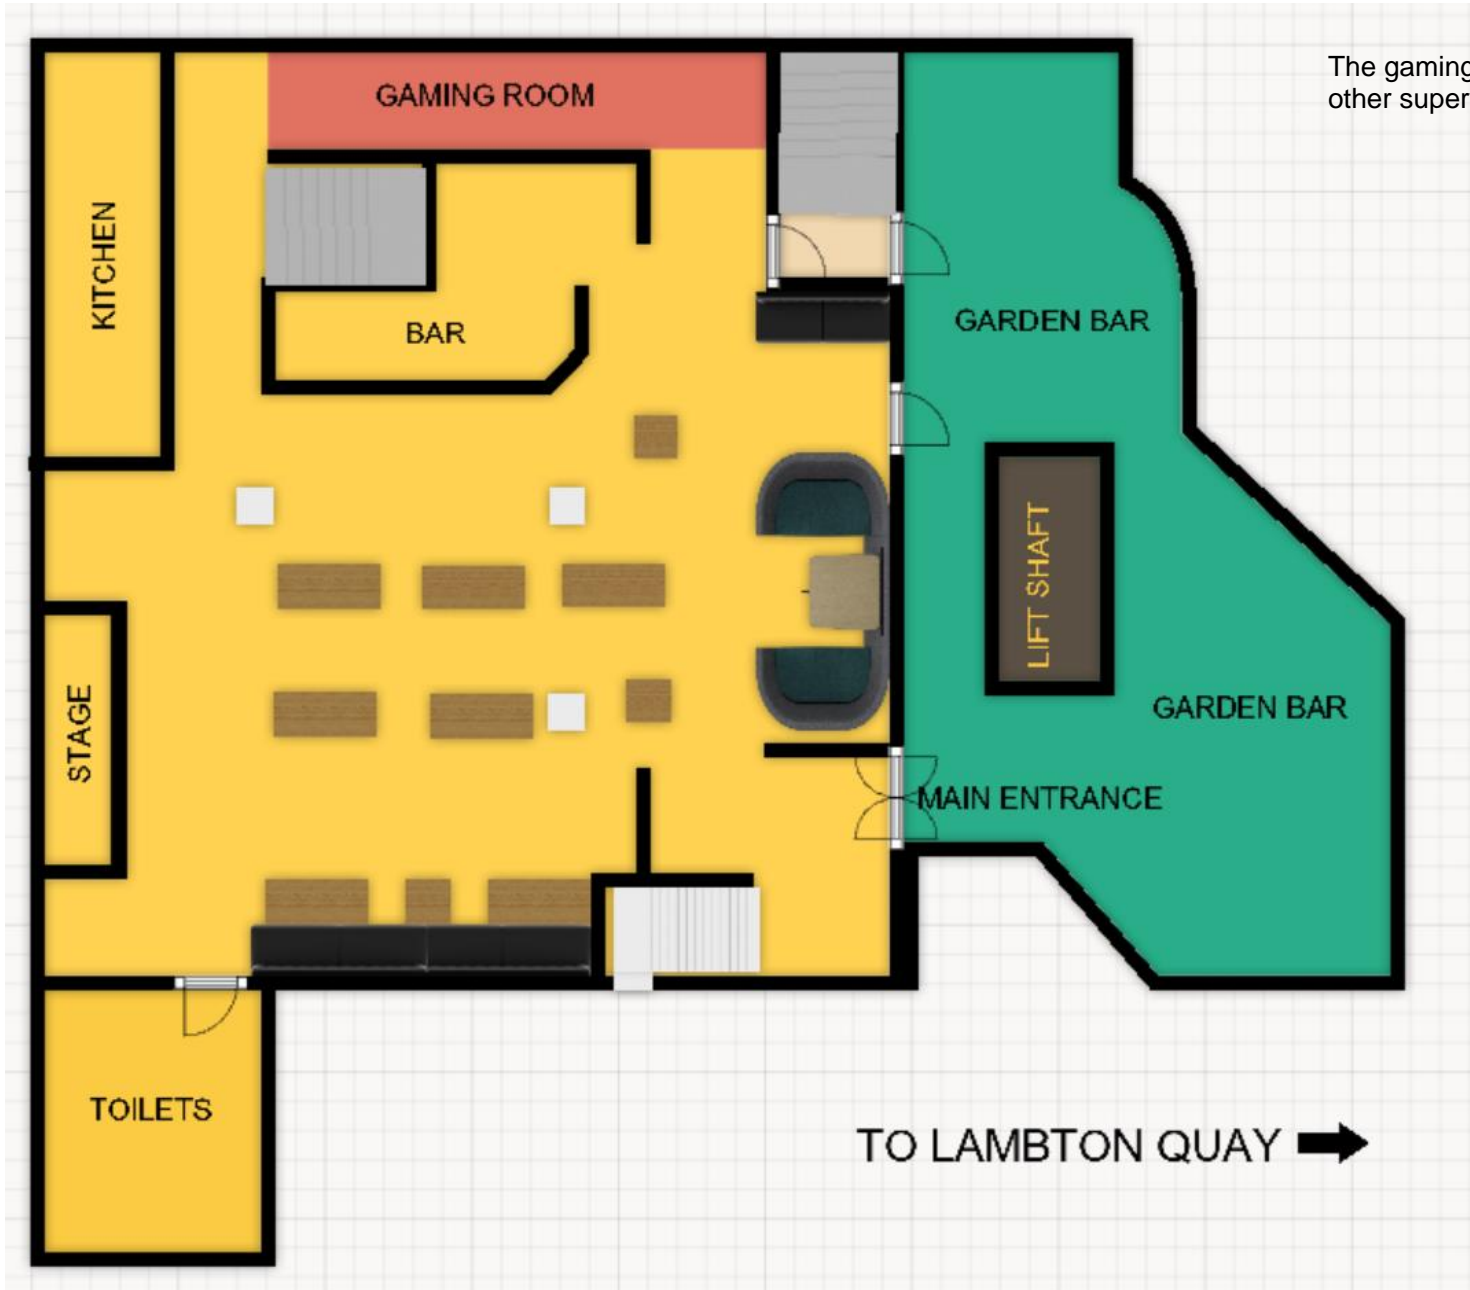 The gaming
other super
GAMING ROOM
KITCHEN
BAR
GARDEN BAR
LIFT SHAFT
STAGE
GARDEN BAR
MAIN ENTRANCE
TOILETS
TO LAMBTON QUAY